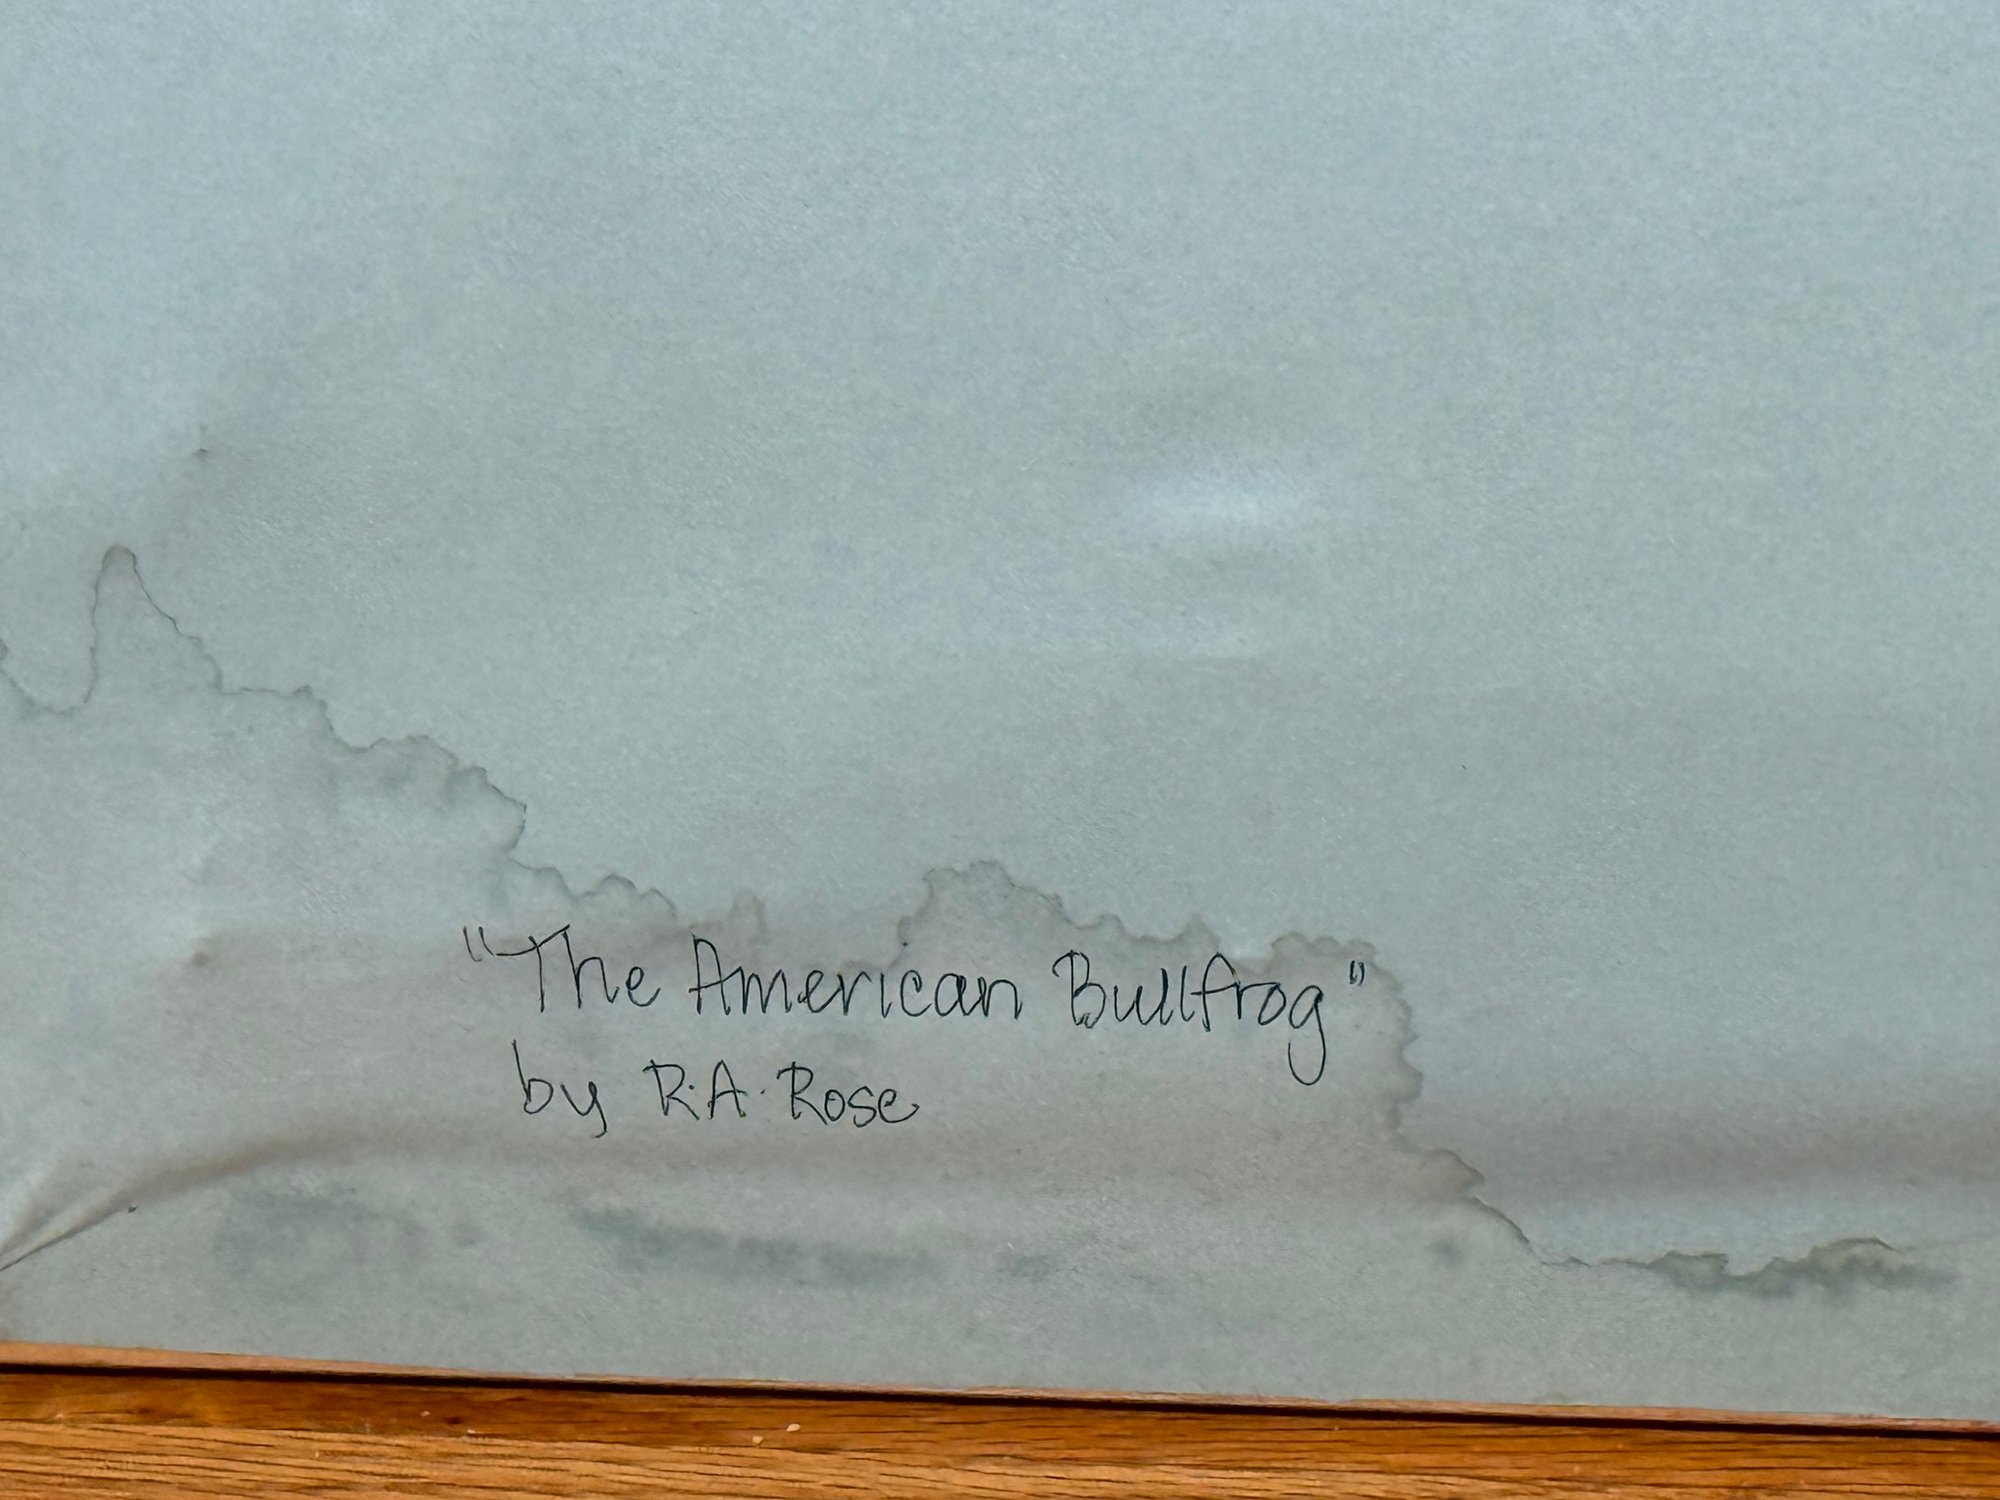 "The American Bullfrog"
by R.A. Rose